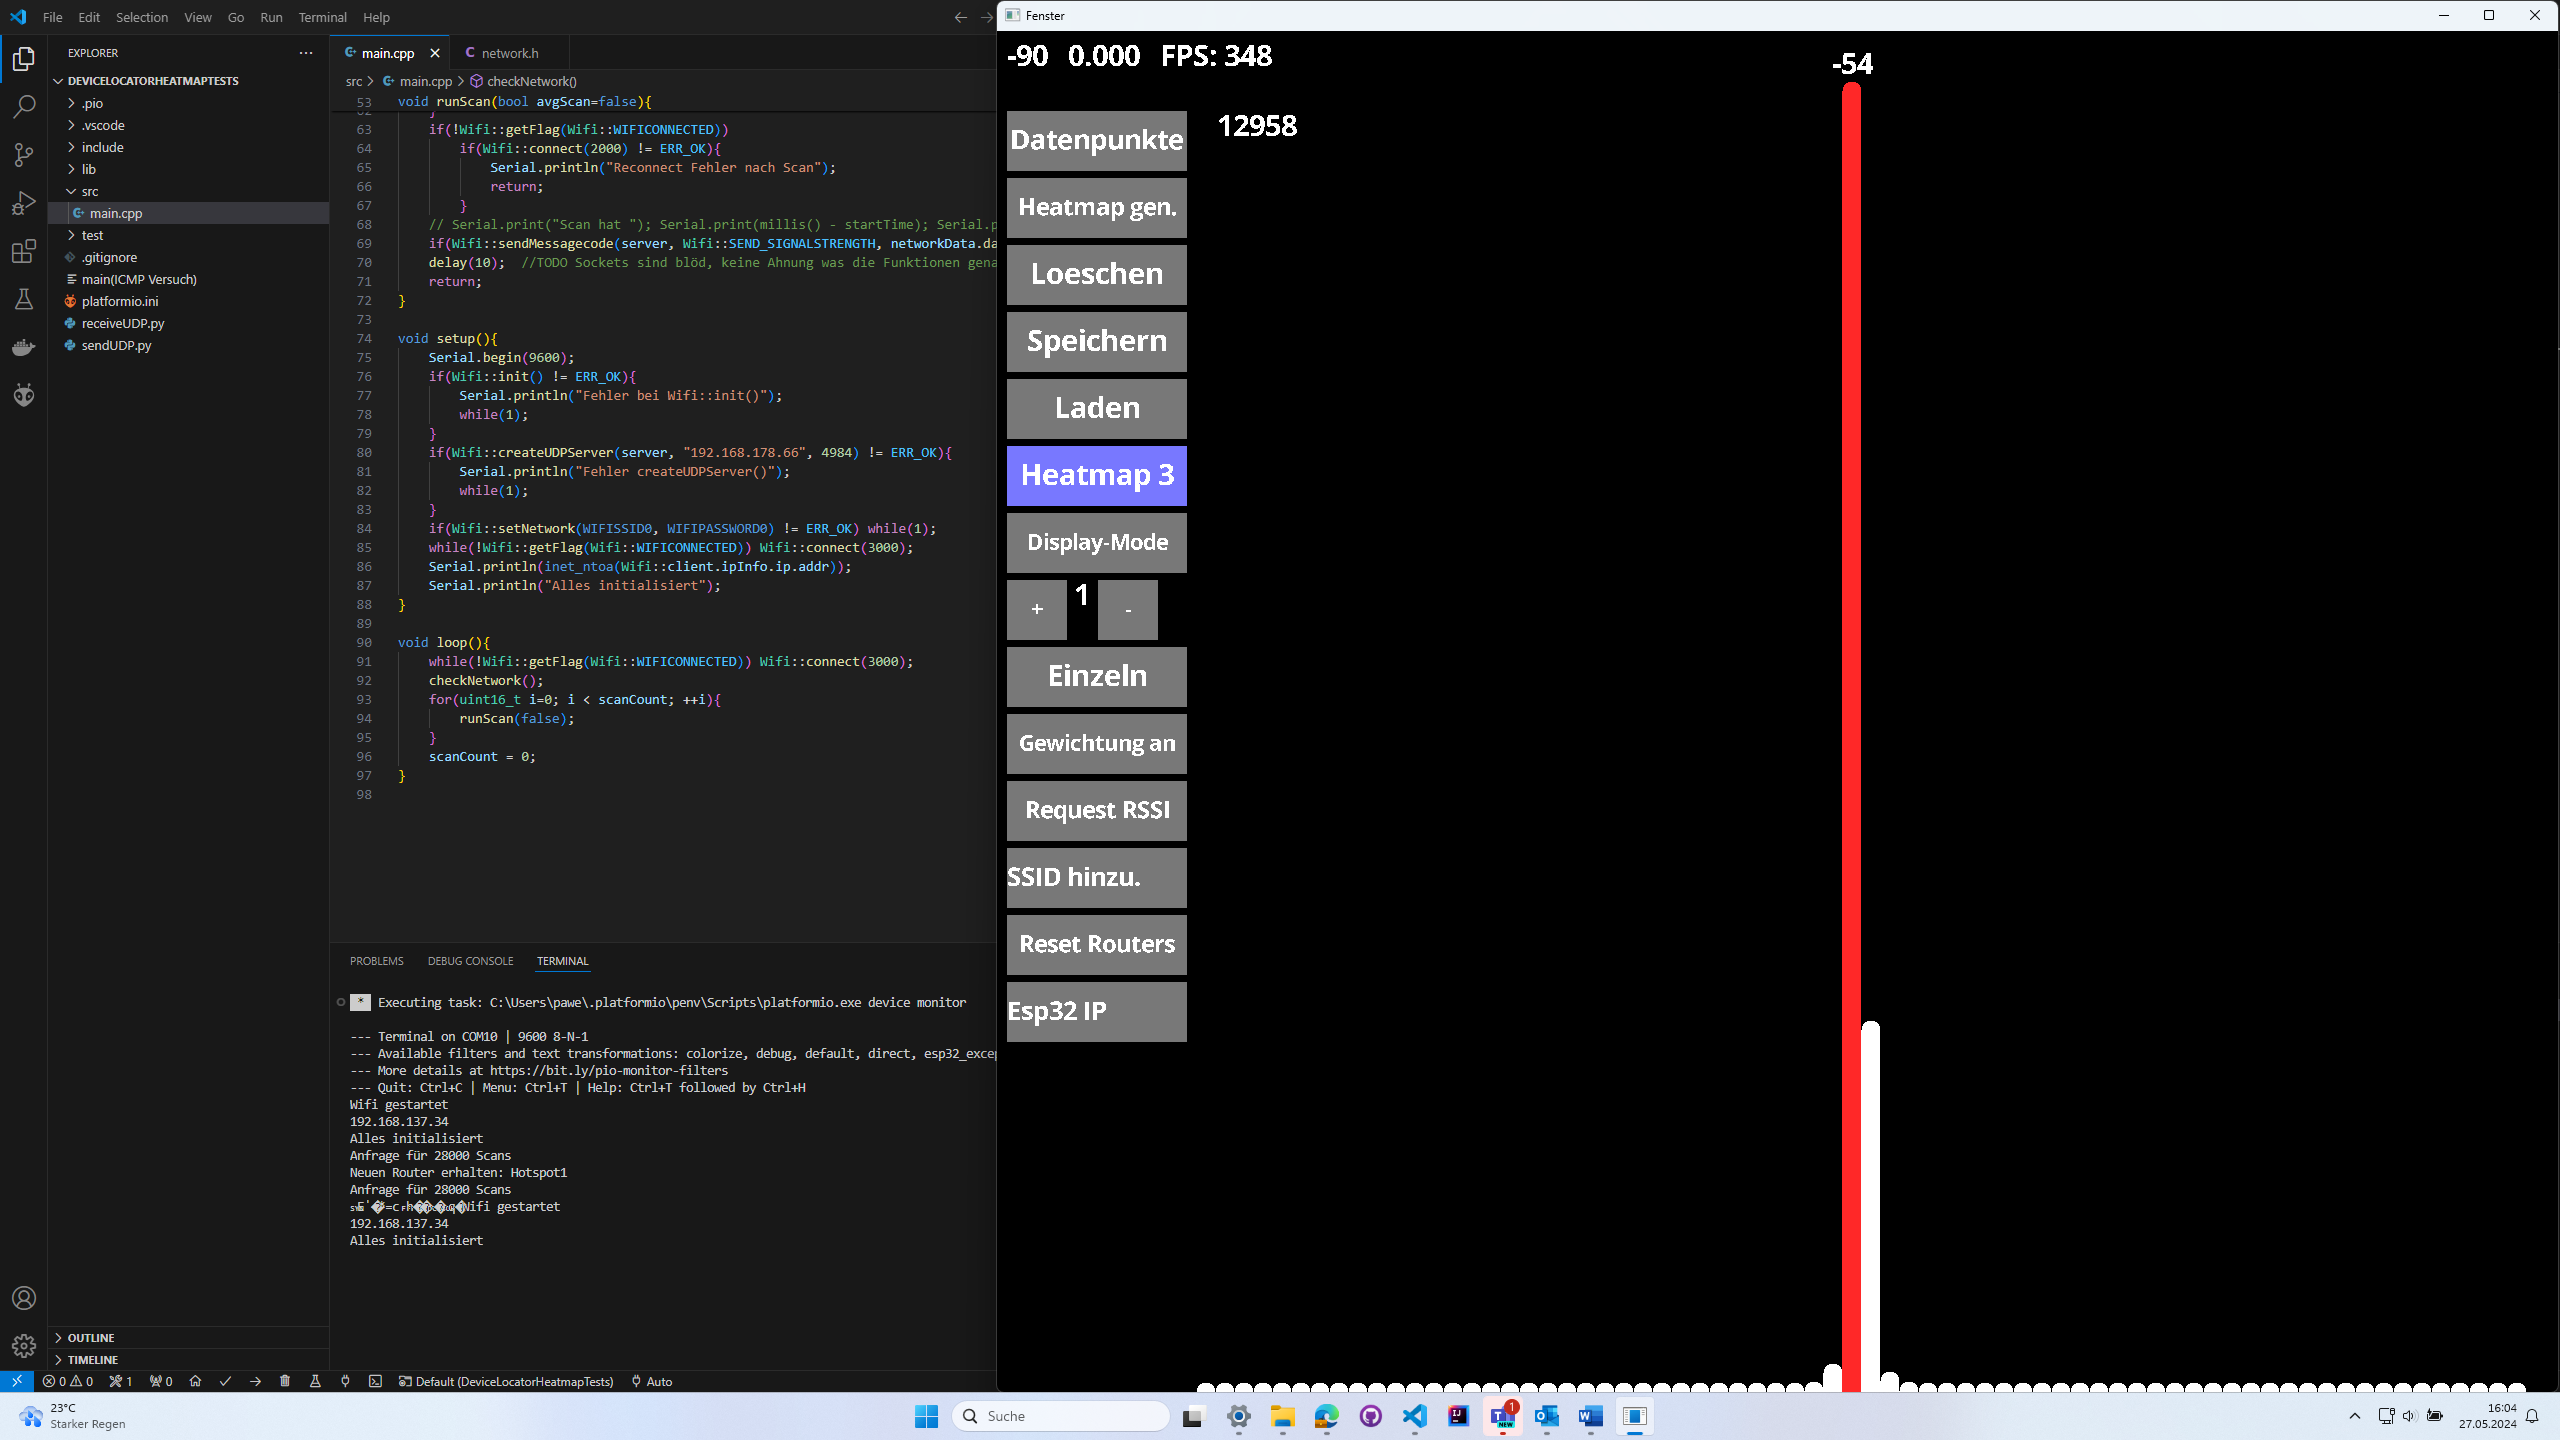 File Edit Selection View Go Run Terminal Help
EXPLORER
DEVICELOCATORHEATMAPTESTS
.pio
.vscode
include
lib
src
main.cpp
test
.gitignore
main(ICMP Versuch)
platformio.ini
receiveUDP.py
sendUDP.py
OUTLINE
TIMELINE
main.cpp
network.h
src > main.cpp > checkNetwork()
53 void runScan(bool avgScan=false){
62 }
63 if(!Wifi::getFlag(Wifi::WIFICONNECTED))
64 if(Wifi::connect(2000) != ERR_OK){
65 Serial.println("Reconnect Fehler nach Scan");
66 return;
67 }
68 // Serial.print("Scan hat "); Serial.print(millis() - startTime); Serial.p
69 if(Wifi::sendMessagecode(server, Wifi::SEND_SIGNALSTRENGTH, networkData.da
70 delay(10);  //TODO Sockets sind blöd, keine Ahnung was die Funktionen gena
71 return;
72 }
73
74 void setup(){
75 Serial.begin(9600);
76 if(Wifi::init() != ERR_OK){
77 Serial.println("Fehler bei Wifi::init()");
78 while(1);
79 }
80 if(Wifi::createUDPServer(server, "192.168.178.66", 4984) != ERR_OK){
81 Serial.println("Fehler createUDPServer()");
82 while(1);
83 }
84 if(Wifi::setNetwork(WIFISSID0, WIFIPASSWORD0) != ERR_OK) while(1);
85 while(!Wifi::getFlag(Wifi::WIFICONNECTED)) Wifi::connect(3000);
86 Serial.println(inet_ntoa(Wifi::client.ipInfo.ip.addr));
87 Serial.println("Alles initialisiert");
88 }
89
90 void loop(){
91 while(!Wifi::getFlag(Wifi::WIFICONNECTED)) Wifi::connect(3000);
92 checkNetwork();
93 for(uint16_t i=0; i < scanCount; ++i){
94 runScan(false);
95 }
96 scanCount = 0;
97 }
98
PROBLEMS DEBUG CONSOLE TERMINAL
* Executing task: C:\Users\pawe\.platformio\penv\Scripts\platformio.exe device monitor
--- Terminal on COM10 | 9600 8-N-1
--- Available filters and text transformations: colorize, debug, default, direct, esp32_excep
--- More details at https://bit.ly/pio-monitor-filters
--- Quit: Ctrl+C | Menu: Ctrl+T | Help: Ctrl+T followed by Ctrl+H
Wifi gestartet
192.168.137.34
Alles initialisiert
Anfrage für 28000 Scans
Neuen Router erhalten: Hotspot1
Anfrage für 28000 Scans
Wifi gestartet
192.168.137.34
Alles initialisiert
0 0 1 0 Default (DeviceLocatorHeatmapTests) Auto
Fenster
-90 0.000 FPS: 348
-54
12958
Datenpunkte
Heatmap gen.
Loeschen
Speichern
Laden
Heatmap 3
Display-Mode
+ 1 -
Einzeln
Gewichtung an
Request RSSI
SSID hinzu.
Reset Routers
Esp32 IP
23°C
Starker Regen
Suche
1
NEW
16:04
27.05.2024